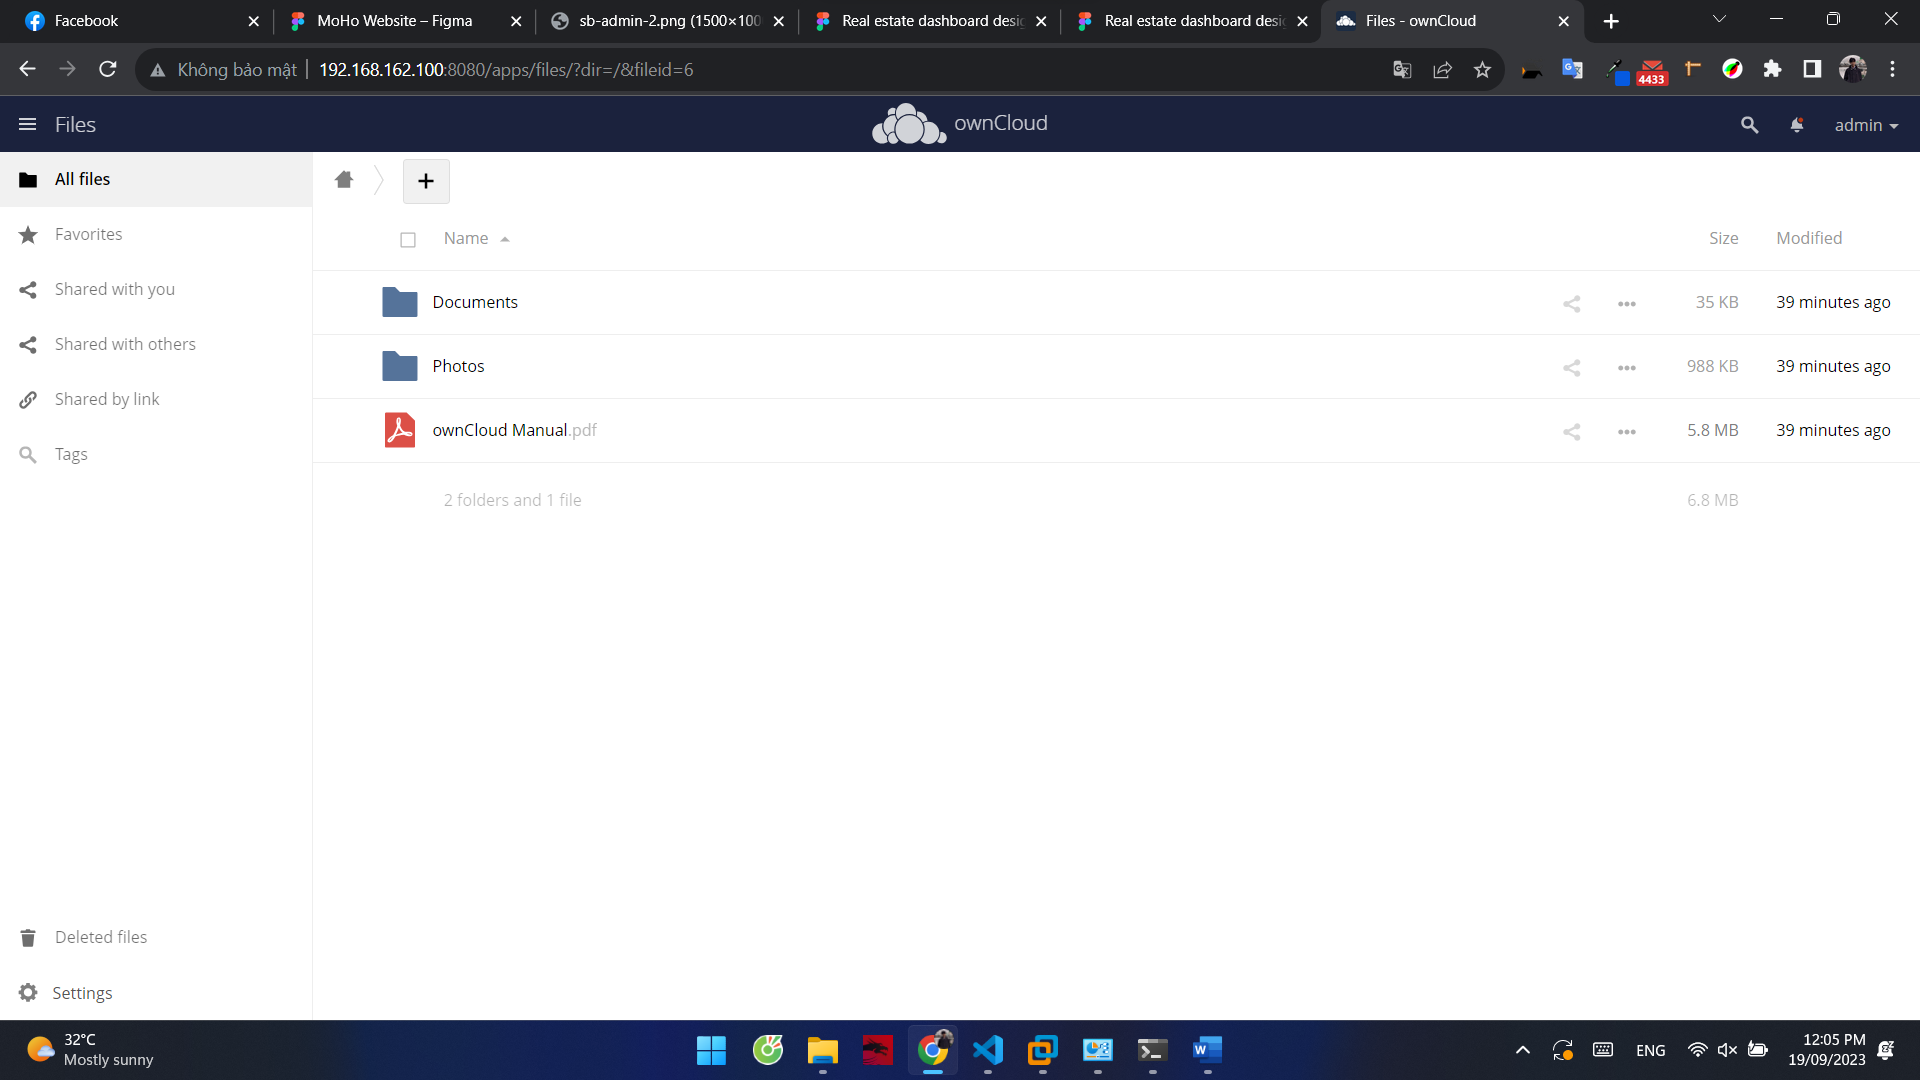 Facebook
MoHo Website – Figma
sb-admin-2.png (1500×100
Real estate dashboard desi
Real estate dashboard desi
Files - ownCloud
Không bảo mật
192.168.162.100:8080/apps/files/?dir=/&fileid=6
4433
Files
ownCloud
admin
All files
Favorites
Shared with you
Shared with others
Shared by link
Tags
Deleted files
Settings
Name
Size
Modified
Documents
35 KB
39 minutes ago
Photos
988 KB
39 minutes ago
ownCloud Manual.pdf
5.8 MB
39 minutes ago
2 folders and 1 file
6.8 MB
32°C
Mostly sunny
ENG
12:05 PM
19/09/2023